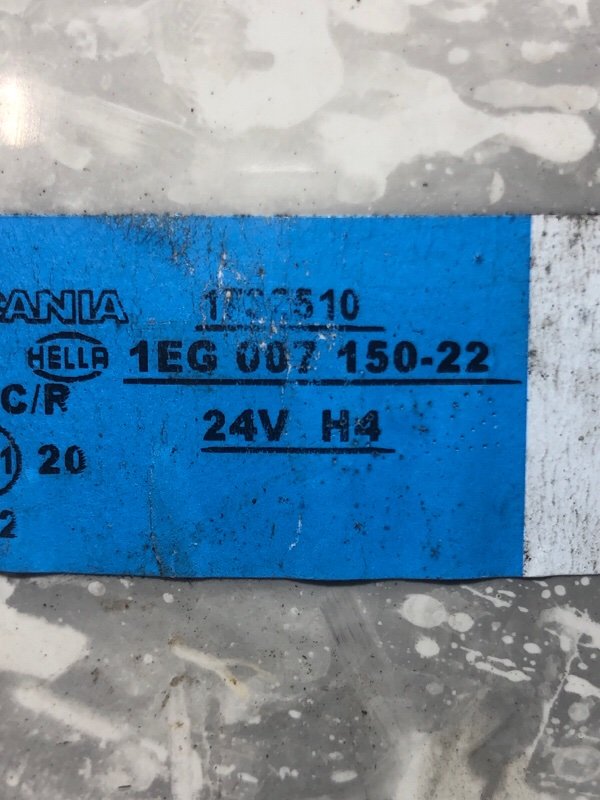 CANIA
HELLA 1EG 007 150-22
C/R
24V H4
1 20
2